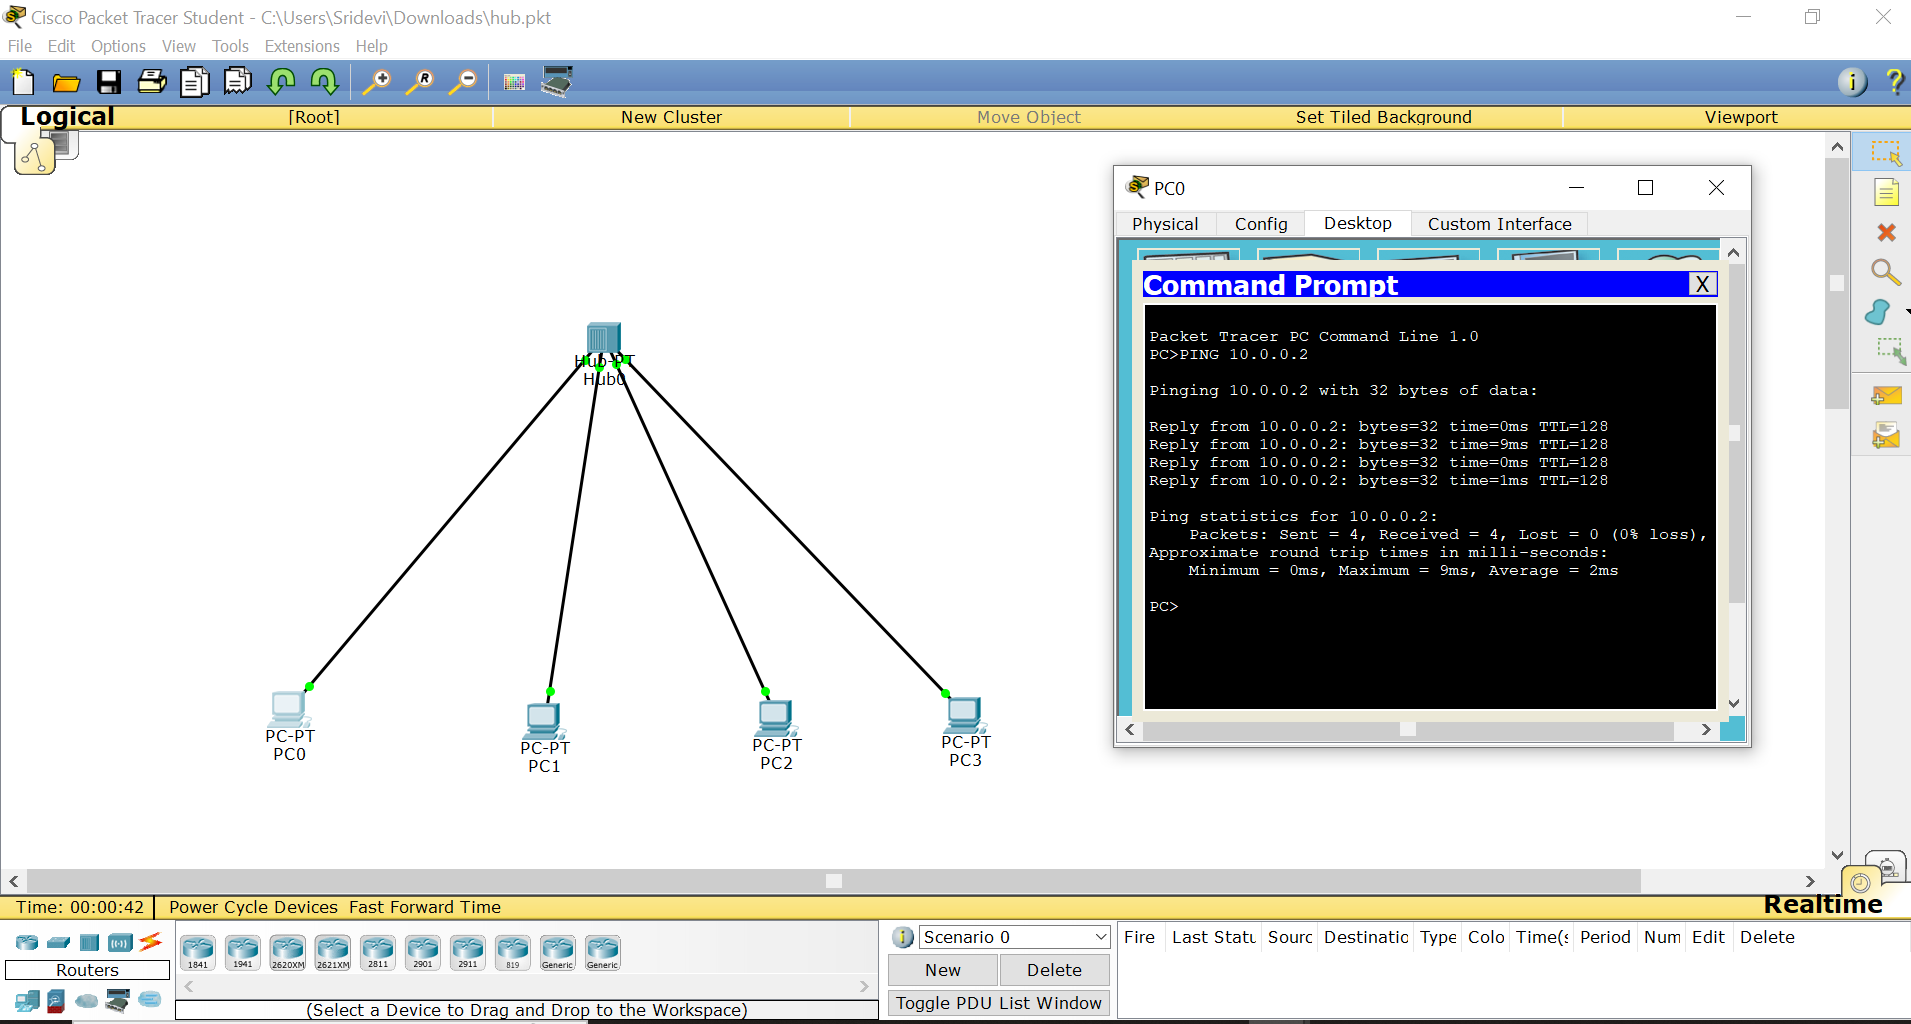 Cisco Packet Tracer Student - C:\Users\Sridevi\Downloads\hub.pkt
File Edit Options View Tools Extensions Help
Logical [Root] New Cluster Move Object Set Tiled Background Viewport
Hub-PT
Hub0
PC-PT
PC0
PC-PT
PC1
PC-PT
PC2
PC-PT
PC3
PC0
Physical Config Desktop Custom Interface
Command Prompt X
Packet Tracer PC Command Line 1.0
PC>PING 10.0.0.2
Pinging 10.0.0.2 with 32 bytes of data:
Reply from 10.0.0.2: bytes=32 time=0ms TTL=128
Reply from 10.0.0.2: bytes=32 time=9ms TTL=128
Reply from 10.0.0.2: bytes=32 time=0ms TTL=128
Reply from 10.0.0.2: bytes=32 time=1ms TTL=128
Ping statistics for 10.0.0.2:
Packets: Sent = 4, Received = 4, Lost = 0 (0% loss),
Approximate round trip times in milli-seconds:
Minimum = 0ms, Maximum = 9ms, Average = 2ms
PC>
Time: 00:00:42 Power Cycle Devices Fast Forward Time Realtime
Routers
1841 1941 2620XM 2621XM 2811 2901 2911 819 Generic Generic
(Select a Device to Drag and Drop to the Workspace)
Scenario 0
New Delete
Toggle PDU List Window
Fire Last Statu Sourc Destinatio Type Colo Time(s Period Num Edit Delete